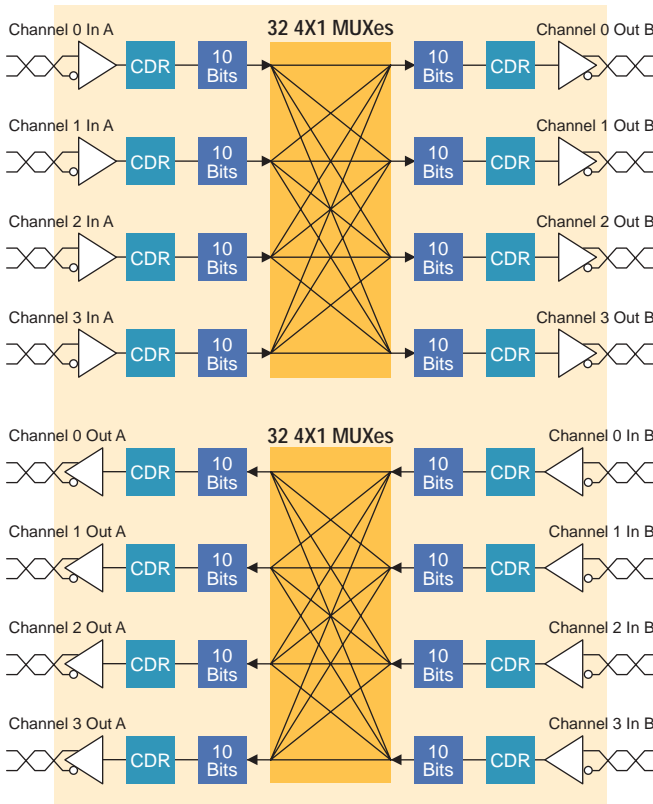 Channel 0 In A
32 4X1 MUXes
Channel 0 Out B
CDR
10
Bits
10
Bits
CDR
Channel 1 In A
Channel 1 Out B
CDR
10
Bits
10
Bits
CDR
Channel 2 In A
Channel 2 Out B
CDR
10
Bits
10
Bits
CDR
Channel 3 In A
Channel 3 Out B
CDR
10
Bits
10
Bits
CDR
Channel 0 Out A
32 4X1 MUXes
Channel 0 In B
CDR
10
Bits
10
Bits
CDR
Channel 1 Out A
Channel 1 In B
CDR
10
Bits
10
Bits
CDR
Channel 2 Out A
Channel 2 In B
CDR
10
Bits
10
Bits
CDR
Channel 3 Out A
Channel 3 In B
CDR
10
Bits
10
Bits
CDR